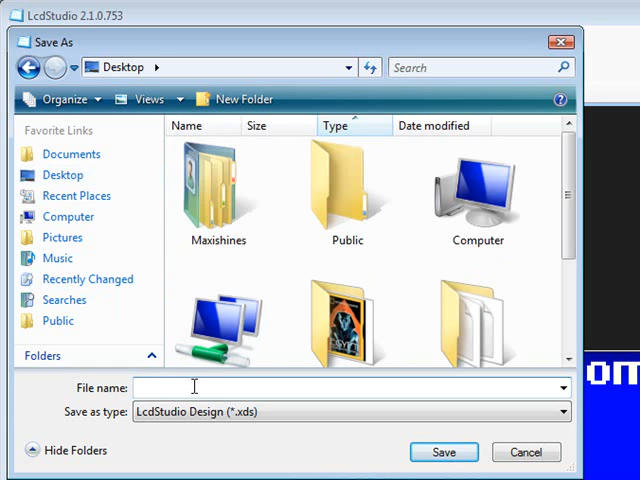 LcdStudio 2.1.0.753
Save As
Desktop
Search
Organize Views New Folder
Favorite Links
Documents
Desktop
Recent Places
Computer
Pictures
Music
Recently Changed
Searches
Public
Folders
Name Size Type Date modified
Maxishines Public Computer
File name:
Save as type: LcdStudio Design (*.xds)
Hide Folders Save Cancel
om